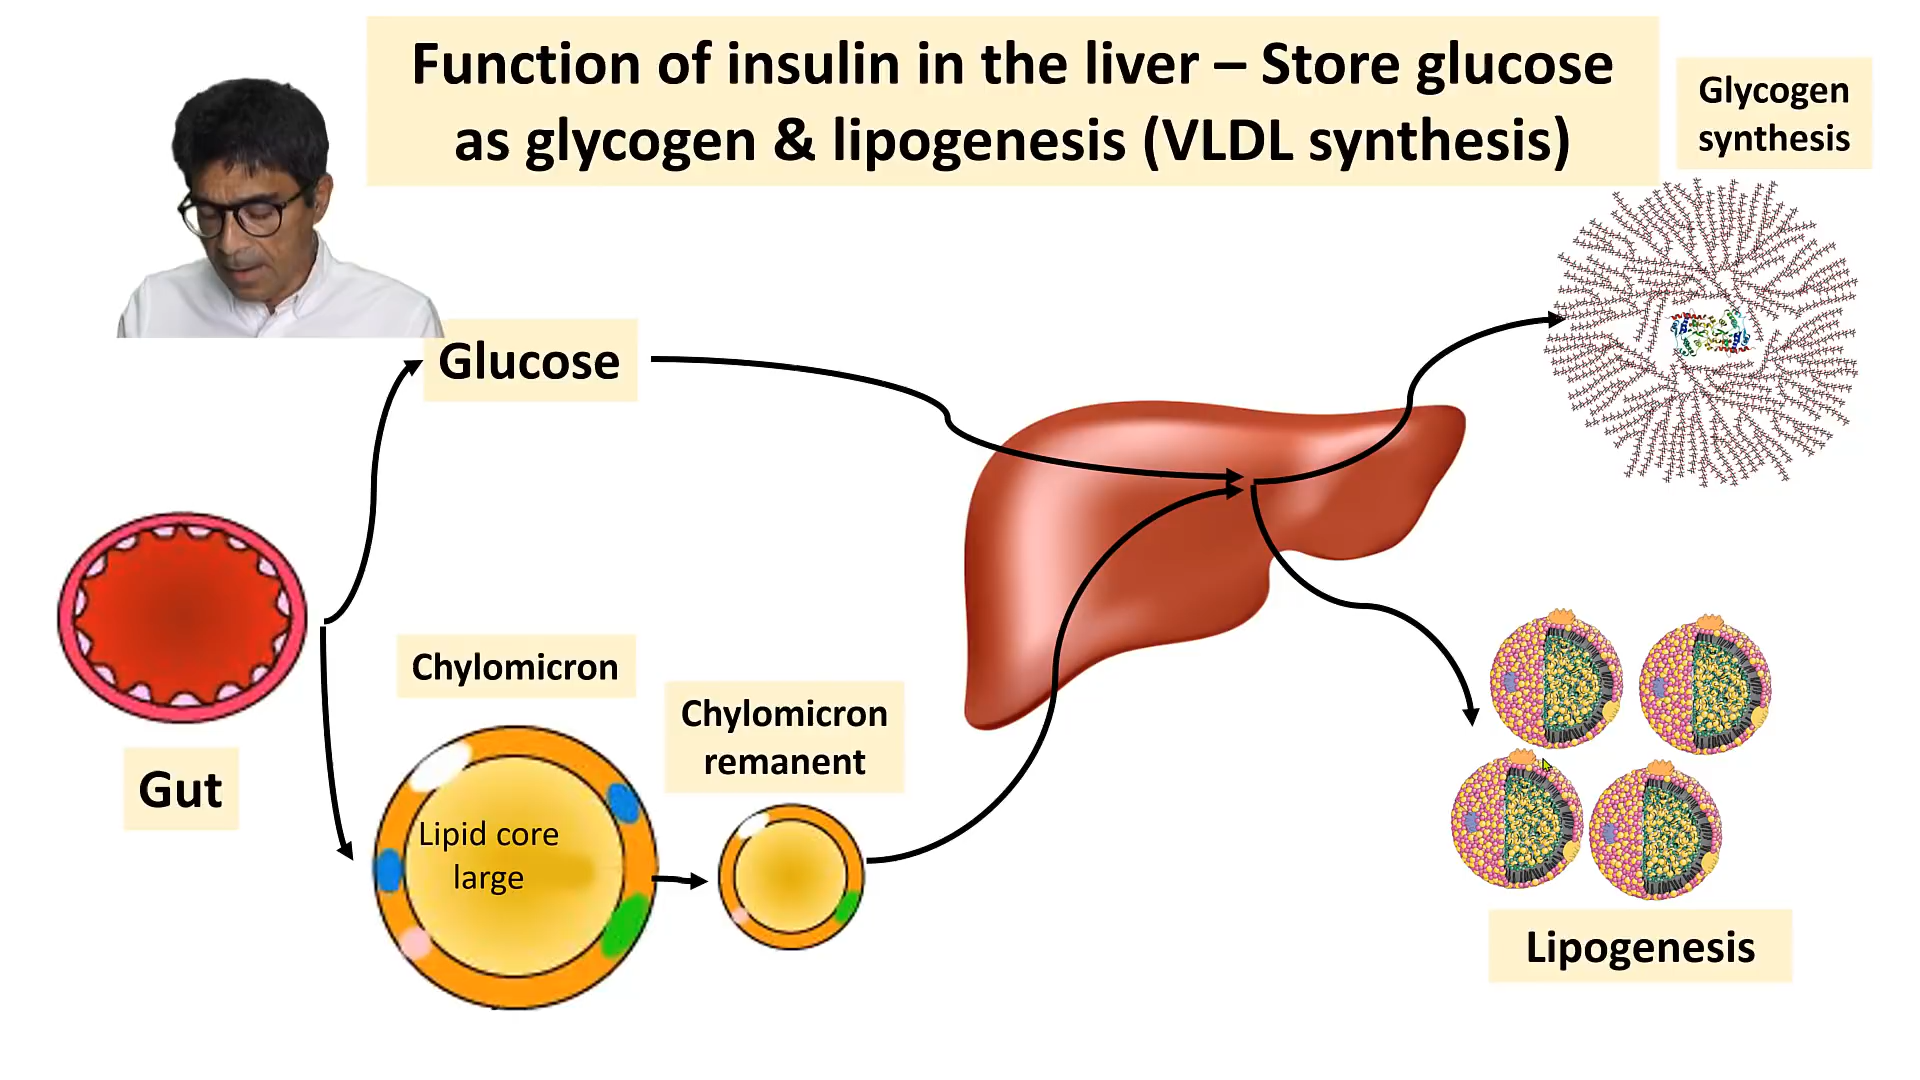 Function of insulin in the liver – Store glucose
as glycogen & lipogenesis (VLDL synthesis)
Glycogen
synthesis
Glucose
Chylomicron
Chylomicron
remanent
Gut
Lipid core
large
Lipogenesis